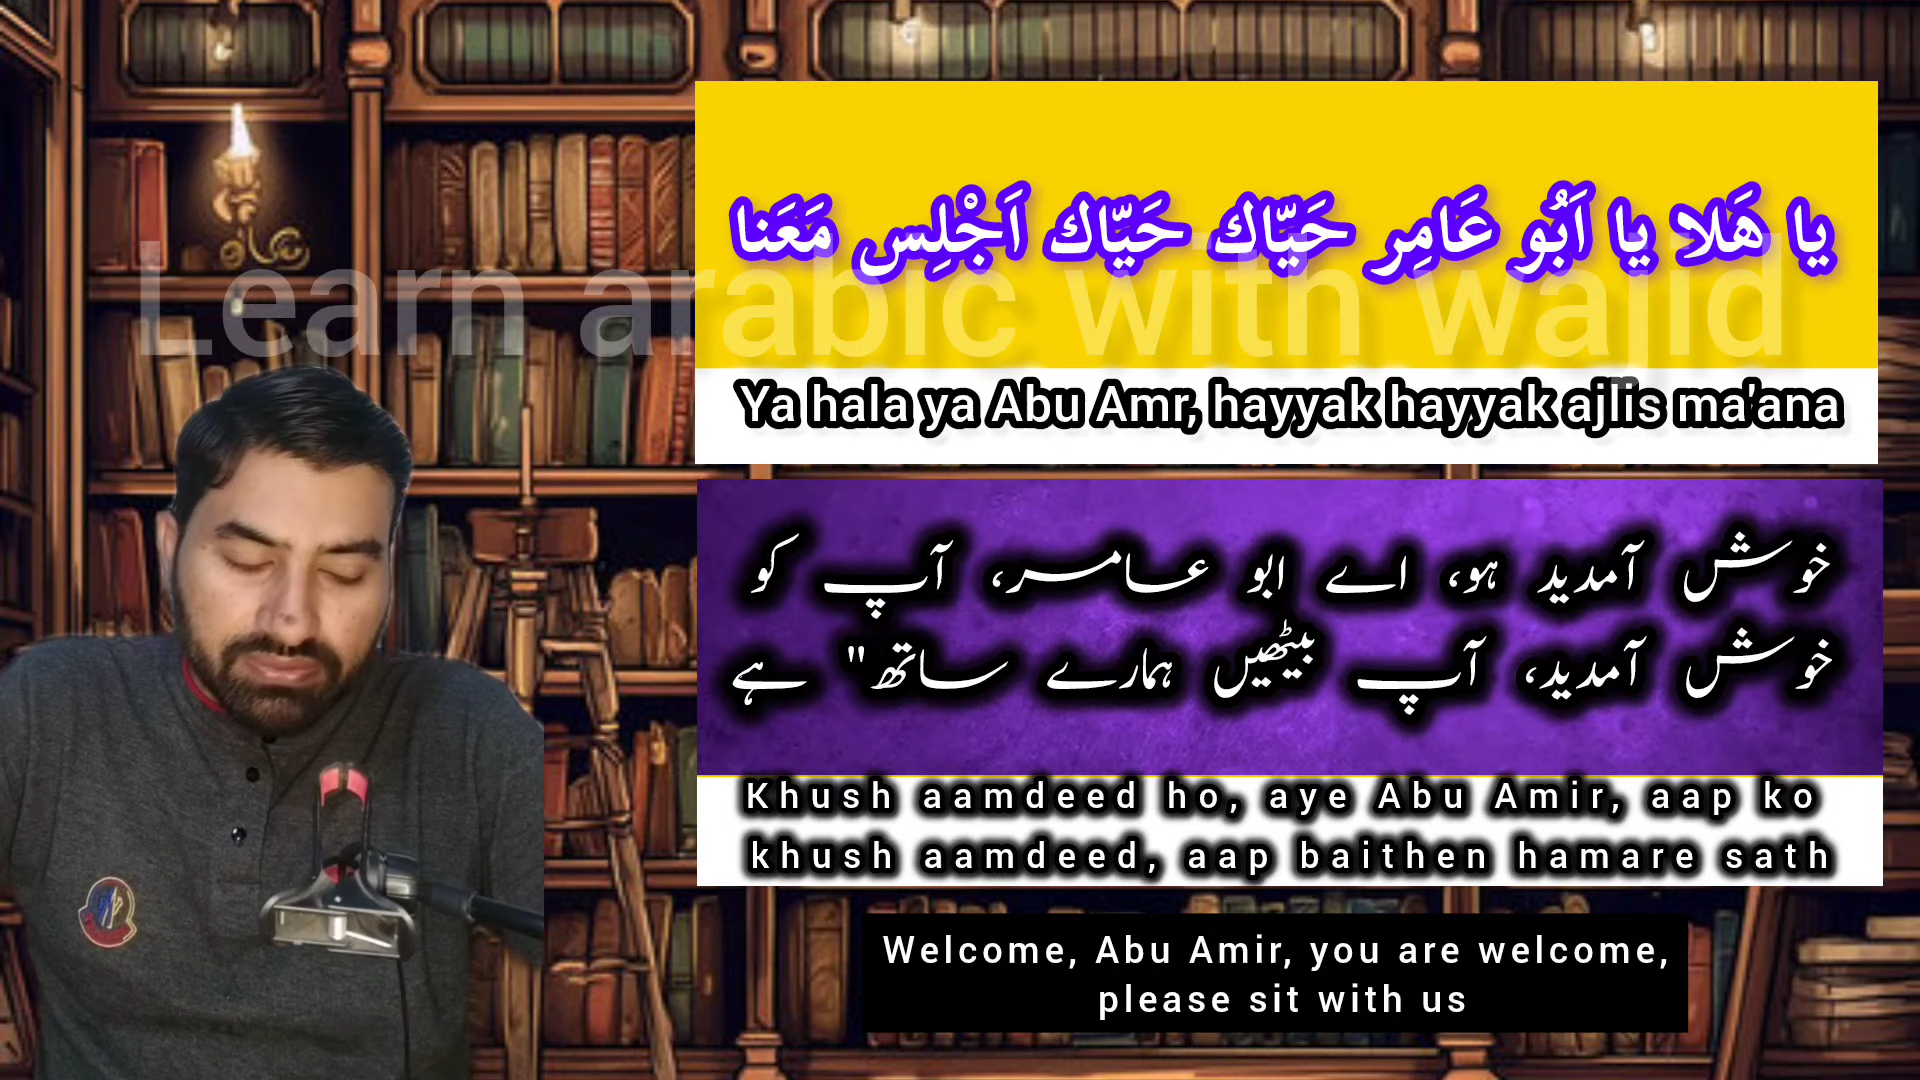 يا هَلا يا اَبُو عَامِر حَيّاك حَيّاك اَجْلِس مَعَنا
Learn arabic with wajid
Ya hala ya Abu Amr, hayyak hayyak ajlis ma'ana
خوش آمدید ہو، اے ابو عامر، آپ کو
خوش آمدید، آپ بیٹھیں ہمارے ساتھ" ہے
Khush aamdeed ho, aye Abu Amir, aap ko
khush aamdeed, aap baithen hamare sath
Welcome, Abu Amir, you are welcome,
please sit with us